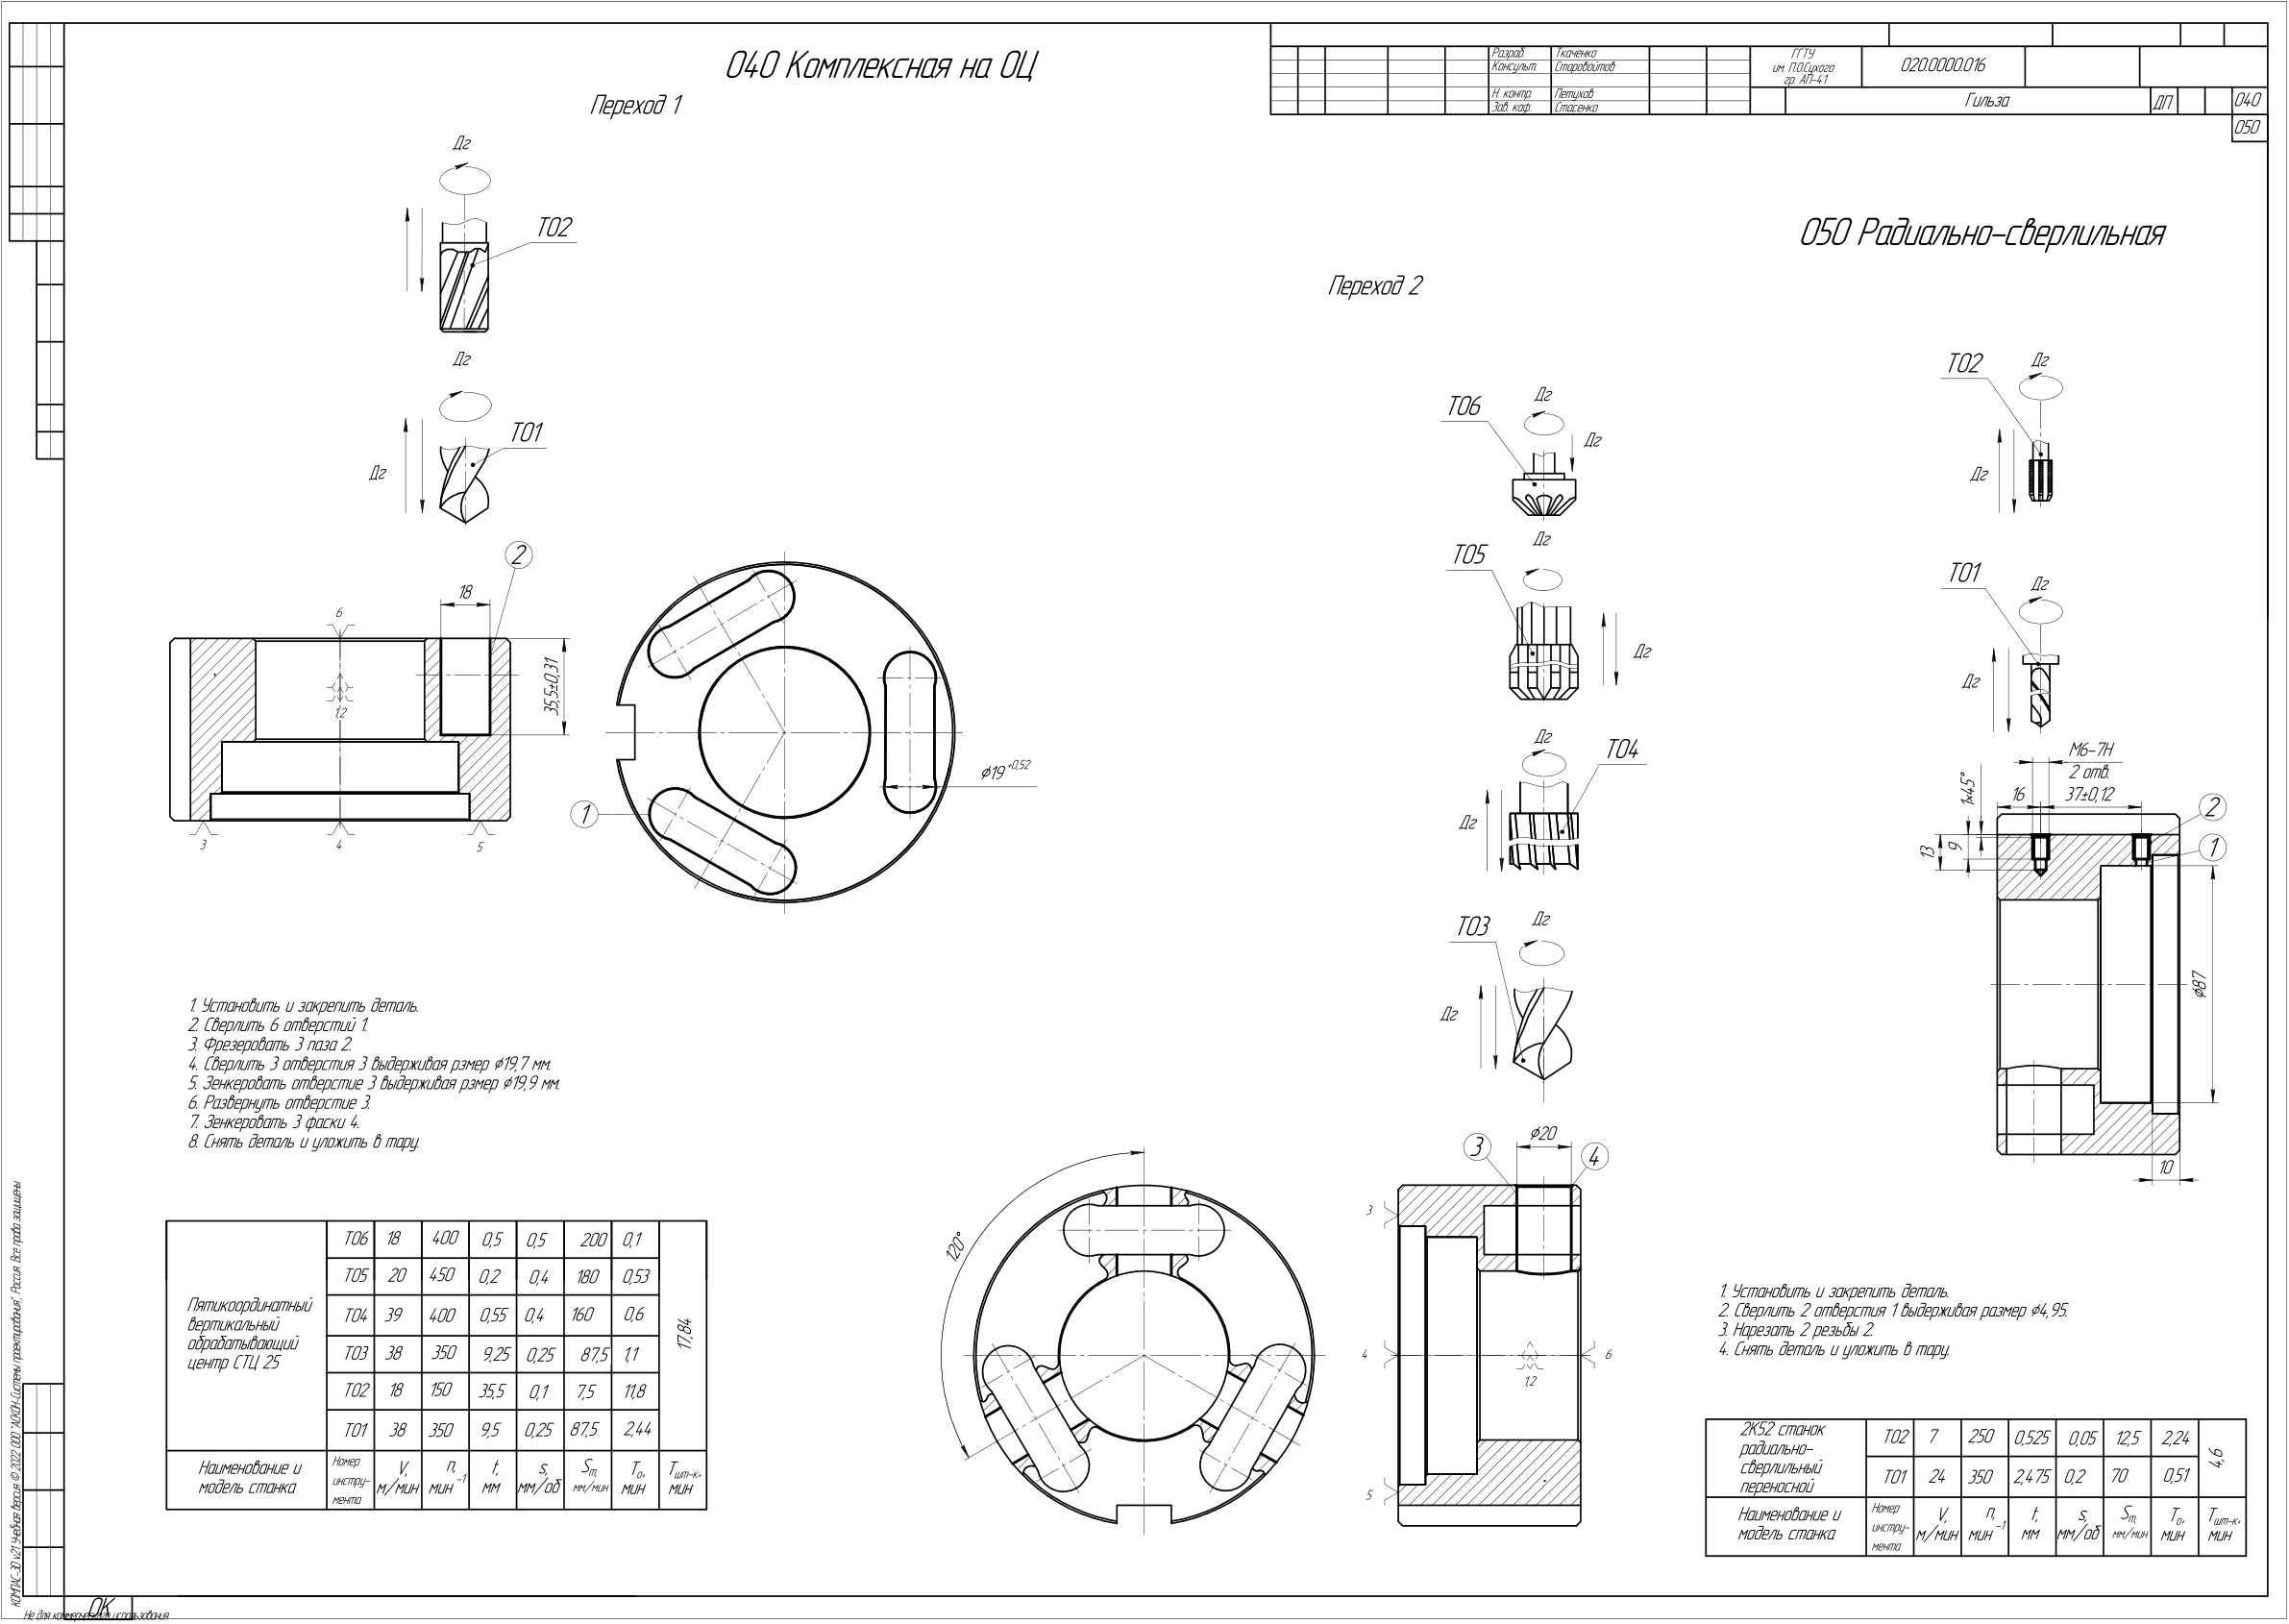 Разраб. Ткаченко
Консульт. Старовойтов
Н. контр. Петухов
Зав. каф. Стасенко
ГГТУ
им. П.О.Сухого
гр. АП-41
020.0000.016
Гильза
ДП
040
050
040 Комплексная на ОЦ
Переход 1
Дг
Т02
Дг
Т01
Дг
2
18
6
35,5±0,31
1,2
3
4
5
1
φ19 +0,52
Переход 2
Т06
Дг
Дг
Т05
Дг
Дг
Дг
Т04
Дг
Т03
Дг
Дг
φ20
3
4
3
4
5
6
1,2
120°
050 Радиально-сверлильная
Т02
Дг
Дг
Т01
Дг
Дг
М6-7Н
2 отв.
1х45°
16
37±0,12
2
1
13
9
φ87
10
1. Установить и закрепить деталь.
2. Сверлить 6 отверстий 1.
3. Фрезеровать 3 паза 2.
4. Сверлить 3 отверстия 3 выдерживая рзмер φ19,7 мм.
5. Зенкеровать отверстие 3 выдерживая рзмер φ19,9 мм.
6. Развернуть отверстие 3.
7. Зенкеровать 3 фаски 4.
8. Снять деталь и уложить в тару.
Пятикоординатный
вертикальный
обрабатывающий
центр СТЦ 25
Т06 18 400 0,5 0,5 200 0,1
Т05 20 450 0,2 0,4 180 0,53
Т04 39 400 0,55 0,4 160 0,6
Т03 38 350 9,25 0,25 87,5 1,1
Т02 18 150 35,5 0,1 7,5 11,8
Т01 38 350 9,5 0,25 87,5 2,44
17,84
Наименование и
модель станка
Номер
инстру-
мента
V,
м/мин
n,
мин -1
t,
мм
s,
мм/об
Sm,
мм/мин
То,
мин
Тшт-к,
мин
1. Установить и закрепить деталь.
2. Сверлить 2 отверстия 1 выдерживая размер φ4,95.
3. Нарезать 2 резьбы 2.
4. Снять деталь и уложить в тару.
2К52 станок
радиально-
сверлильный
переносной
Т02 7 250 0,525 0,05 12,5 2,24
Т01 24 350 2,475 0,2 70 0,51
4,6
Наименование и
модель станка
Номер
инстру-
мента
V,
м/мин
n,
мин -1
t,
мм
s,
мм/об
Sm,
мм/мин
То,
мин
Тшт-к,
мин
КОМПАС-3D v21 Учебная версия © 2022 ООО "АСКОН-Системы проектирования", Россия. Все права защищены.
ОК
Не для коммерческого использования